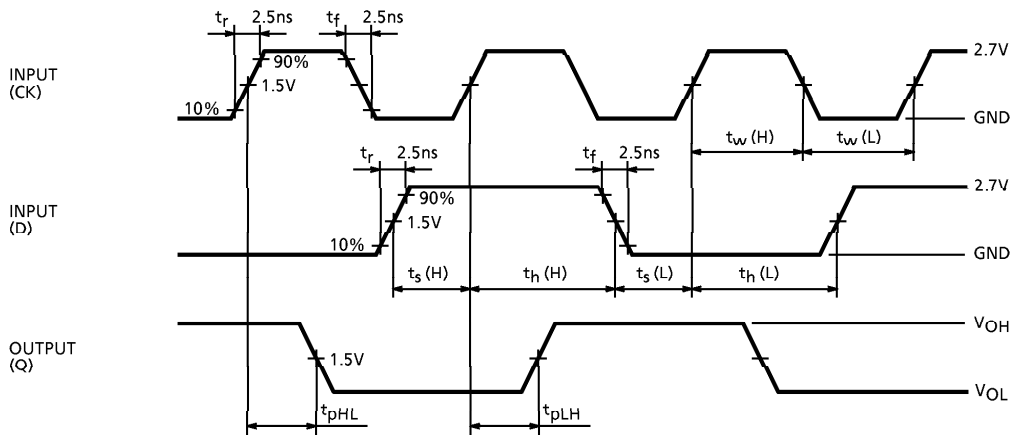 tr 2.5ns tf 2.5ns
INPUT
(CK)
90%
1.5V
10%
2.7V
GND
tw (H) tw (L)
tr 2.5ns tf 2.5ns
INPUT
(D)
90%
1.5V
10%
2.7V
GND
ts (H) th (H) ts (L) th (L)
OUTPUT
(Q)
1.5V
VOH
VOL
tpHL tpLH